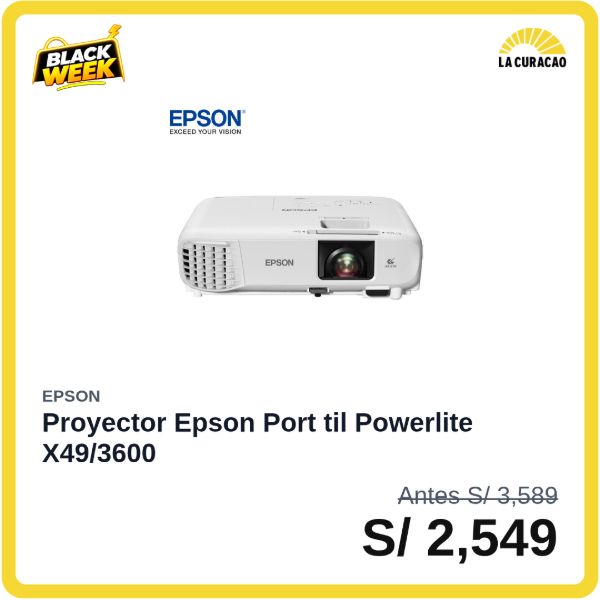 BLACK
WEEK
LA CURACAO
EPSON
EXCEED YOUR VISION
EPSON
EPSON
EPSON
Proyector Epson Port til Powerlite
X49/3600
Antes S/ 3,589
S/ 2,549